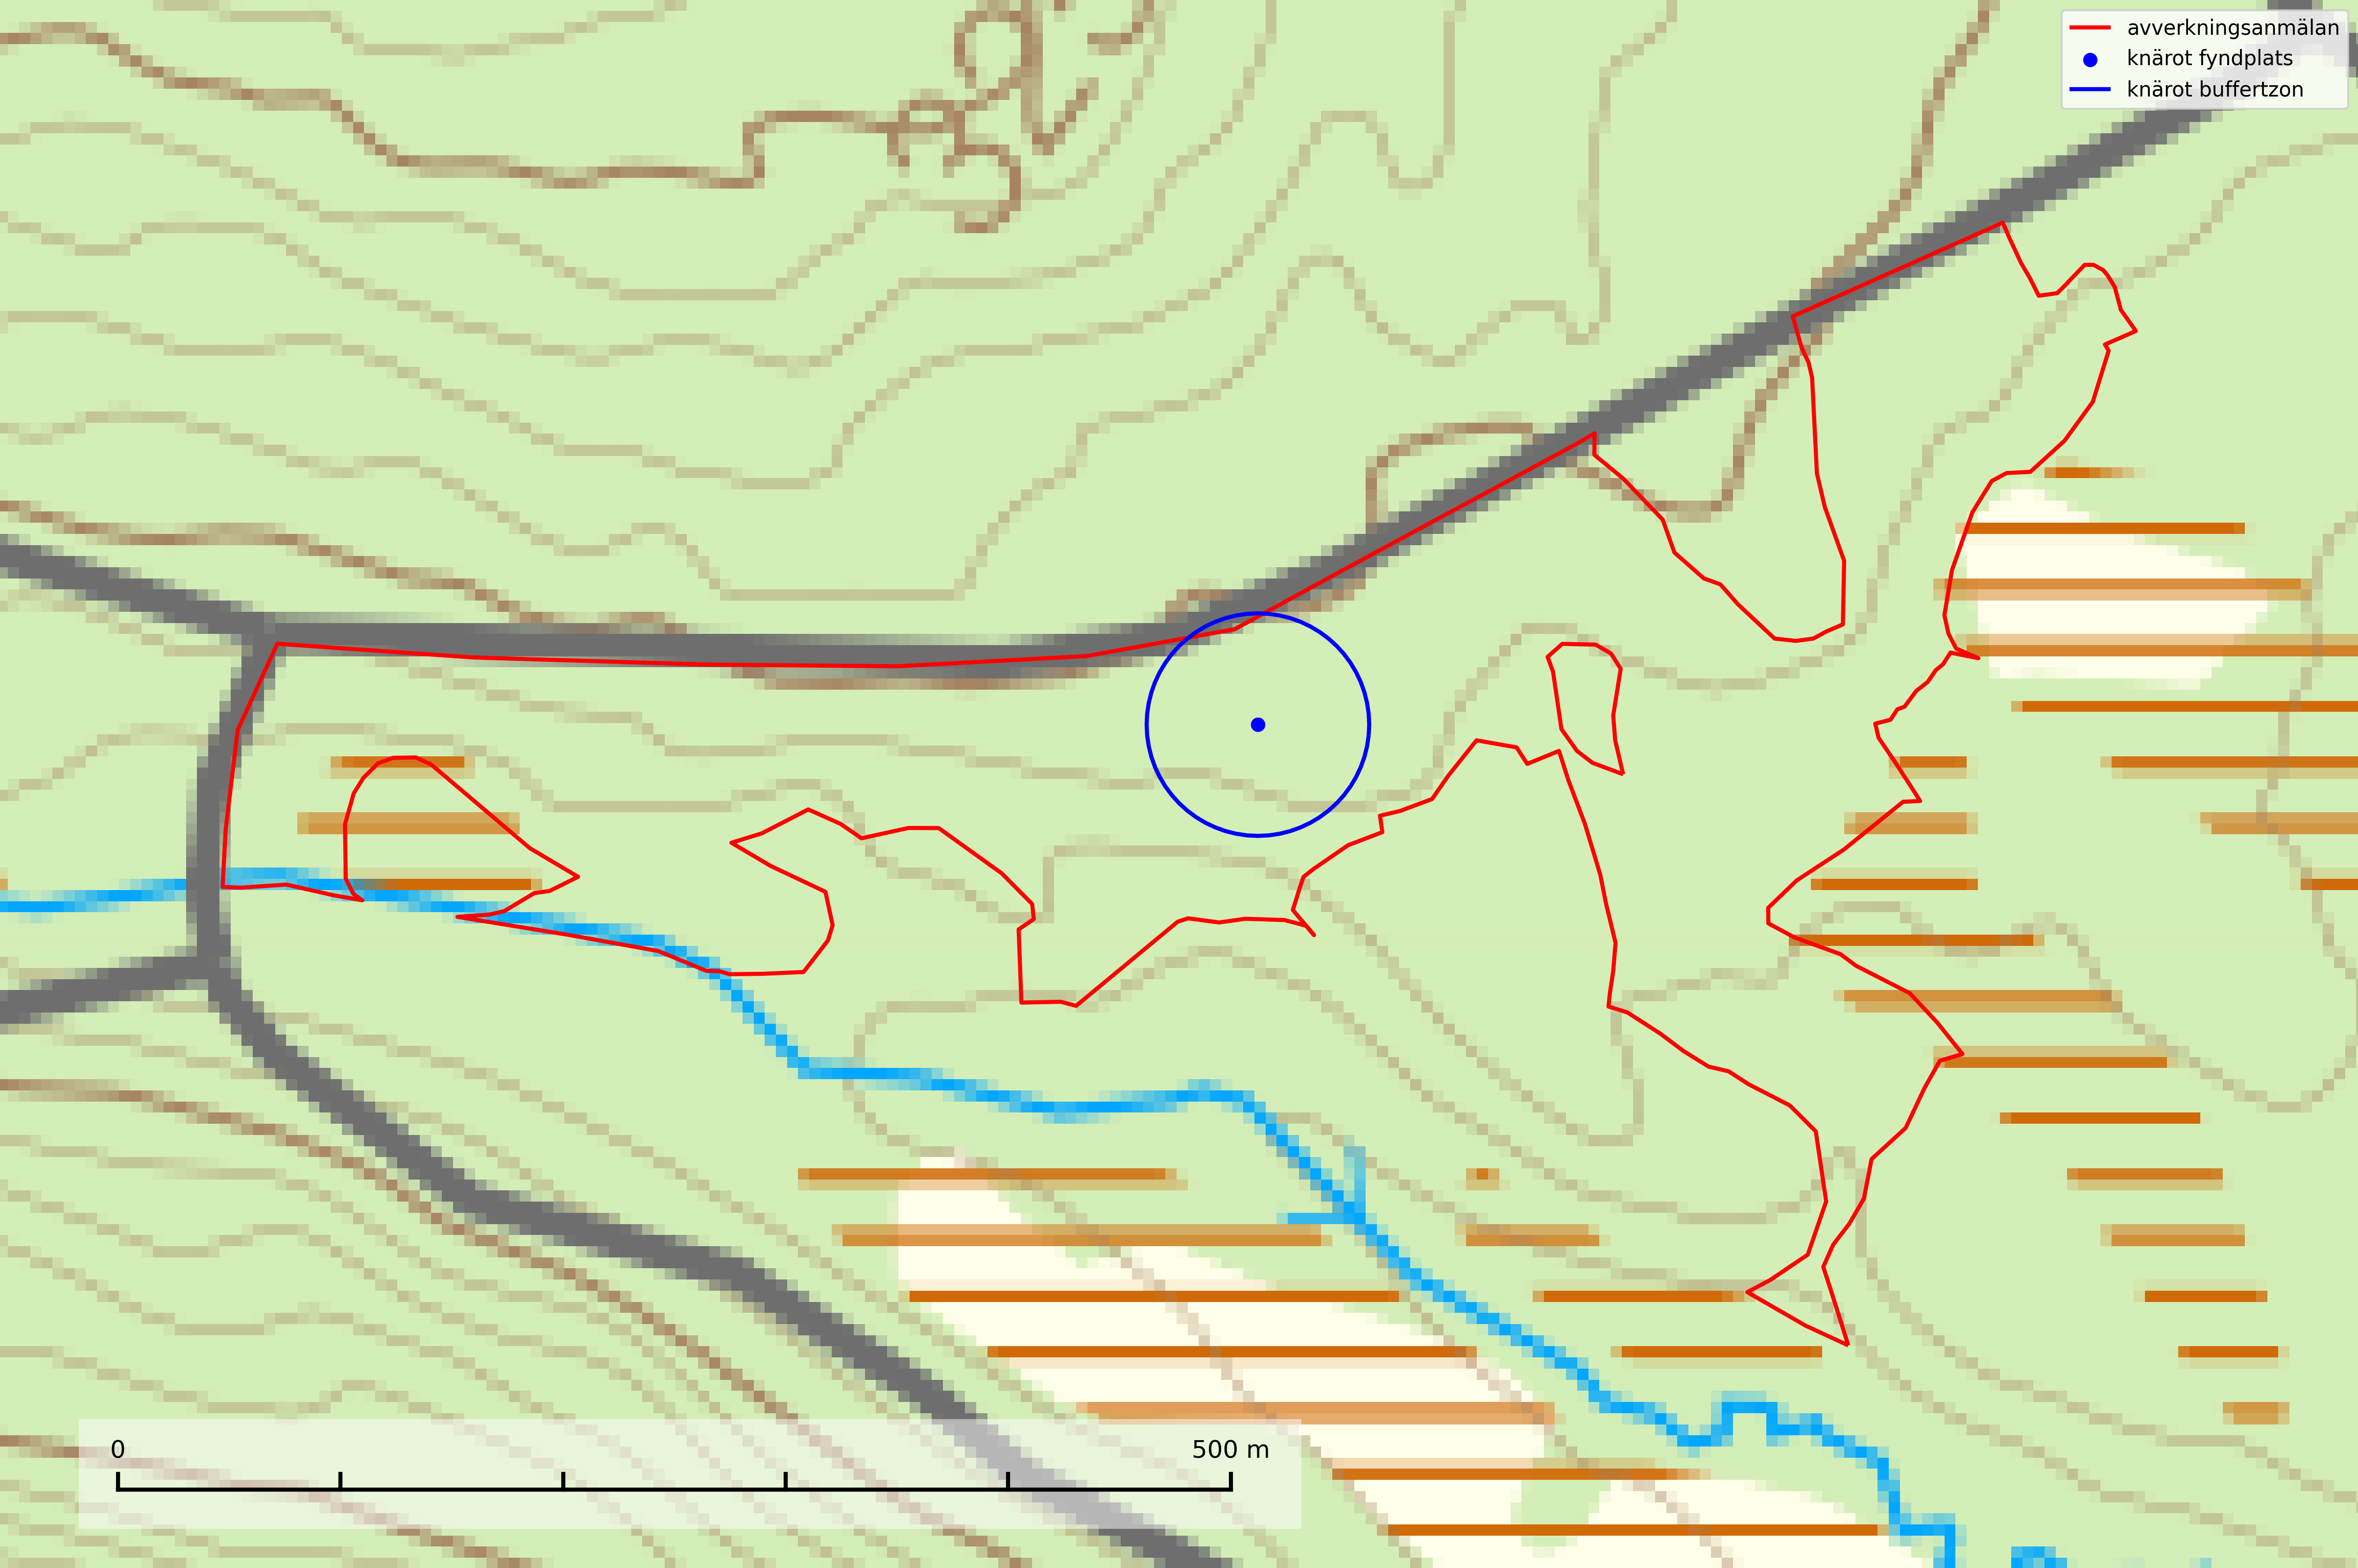 avverkningsanmälan
knärot fyndplats
knärot buffertzon
0
500 m